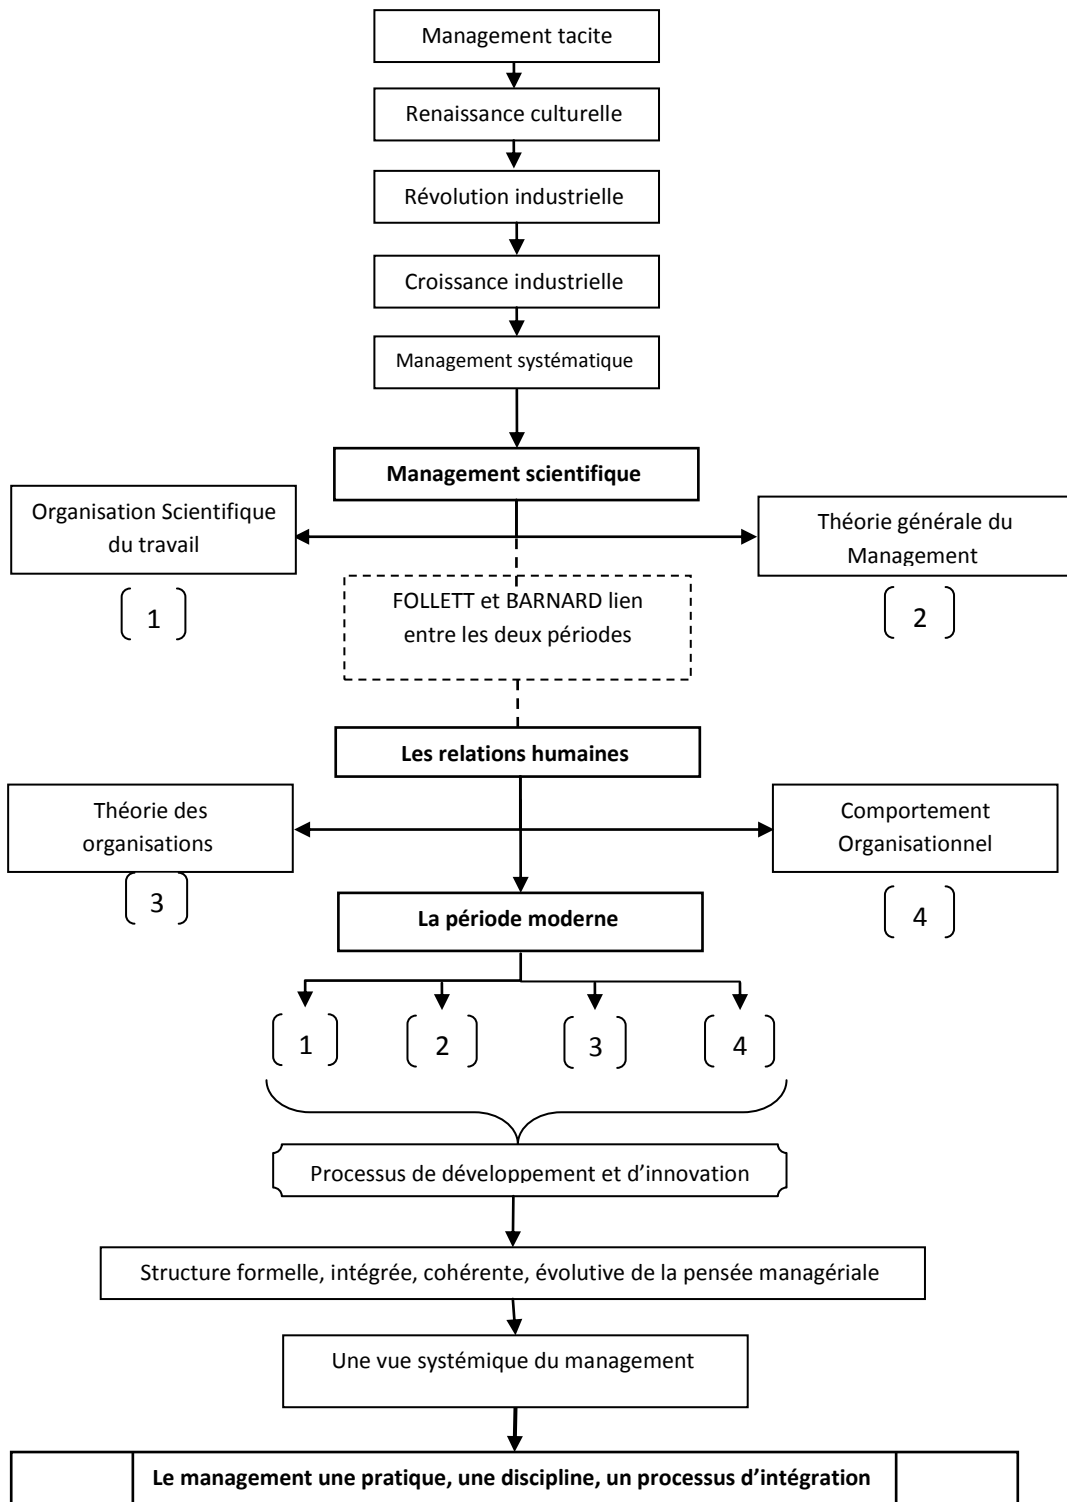 Management tacite
Renaissance culturelle
Révolution industrielle
Croissance industrielle
Management systématique
Management scientifique
Organisation Scientifique
du travail
Théorie générale du
Management
1
2
FOLLETT et BARNARD lien
entre les deux périodes
Les relations humaines
Théorie des
organisations
Comportement
Organisationnel
3
4
La période moderne
1
2
3
4
Processus de développement et d’innovation
Structure formelle, intégrée, cohérente, évolutive de la pensée managériale
Une vue systémique du management
Le management une pratique, une discipline, un processus d’intégration